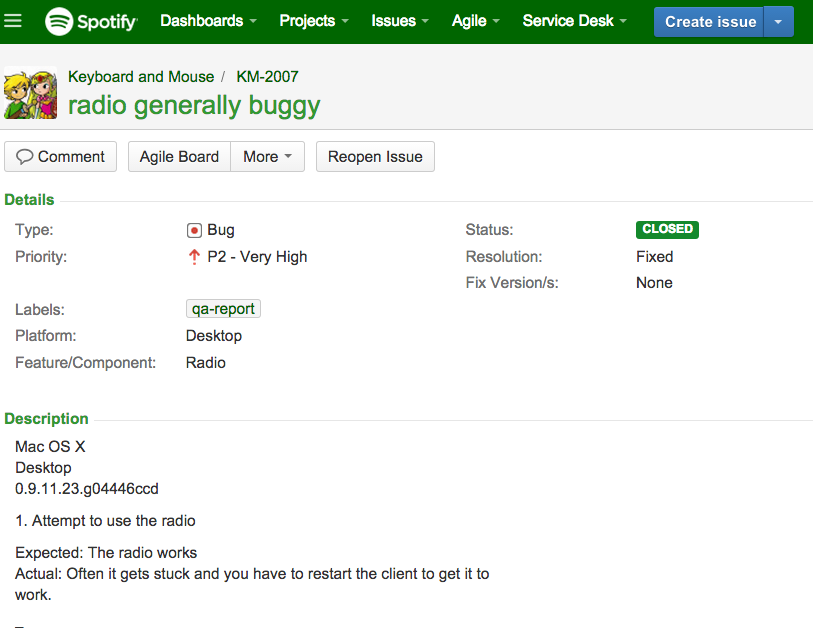 Spotify Dashboards Projects Issues Agile Service Desk Create issue
Keyboard and Mouse / KM-2007
radio generally buggy
Comment Agile Board More Reopen Issue
Details
Type: Bug Status: CLOSED
Priority: P2 - Very High Resolution: Fixed
Fix Version/s: None
Labels: qa-report
Platform: Desktop
Feature/Component: Radio
Description
Mac OS X
Desktop
0.9.11.23.g04446ccd
1. Attempt to use the radio
Expected: The radio works
Actual: Often it gets stuck and you have to restart the client to get it to
work.